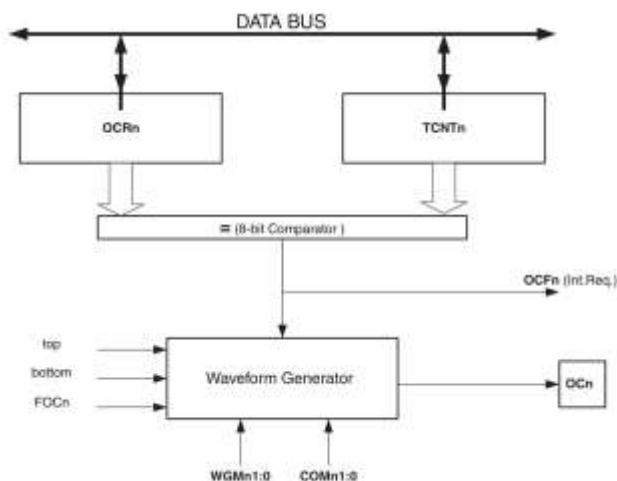 DATA BUS
OCRn
TCNTn
= (8-bit Comparator )
OCFn (Int.Req.)
top
bottom
FOCn
Waveform Generator
OCn
WGMn1:0
COMn1:0